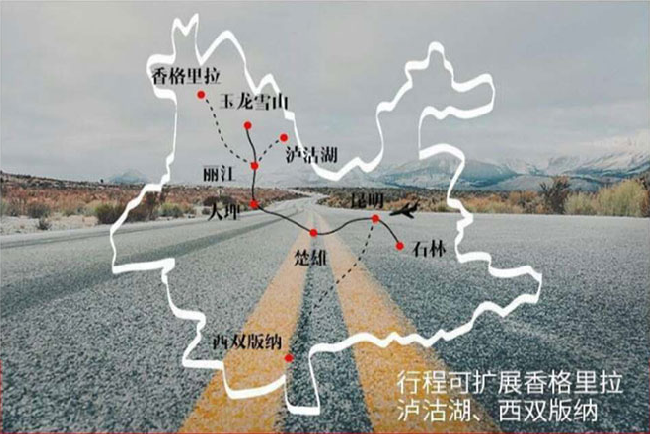 香格里拉
玉龙雪山
泸沽湖
丽江
大理
昆明
石林
楚雄
西双版纳
行程可扩展香格里拉
泸沽湖、西双版纳